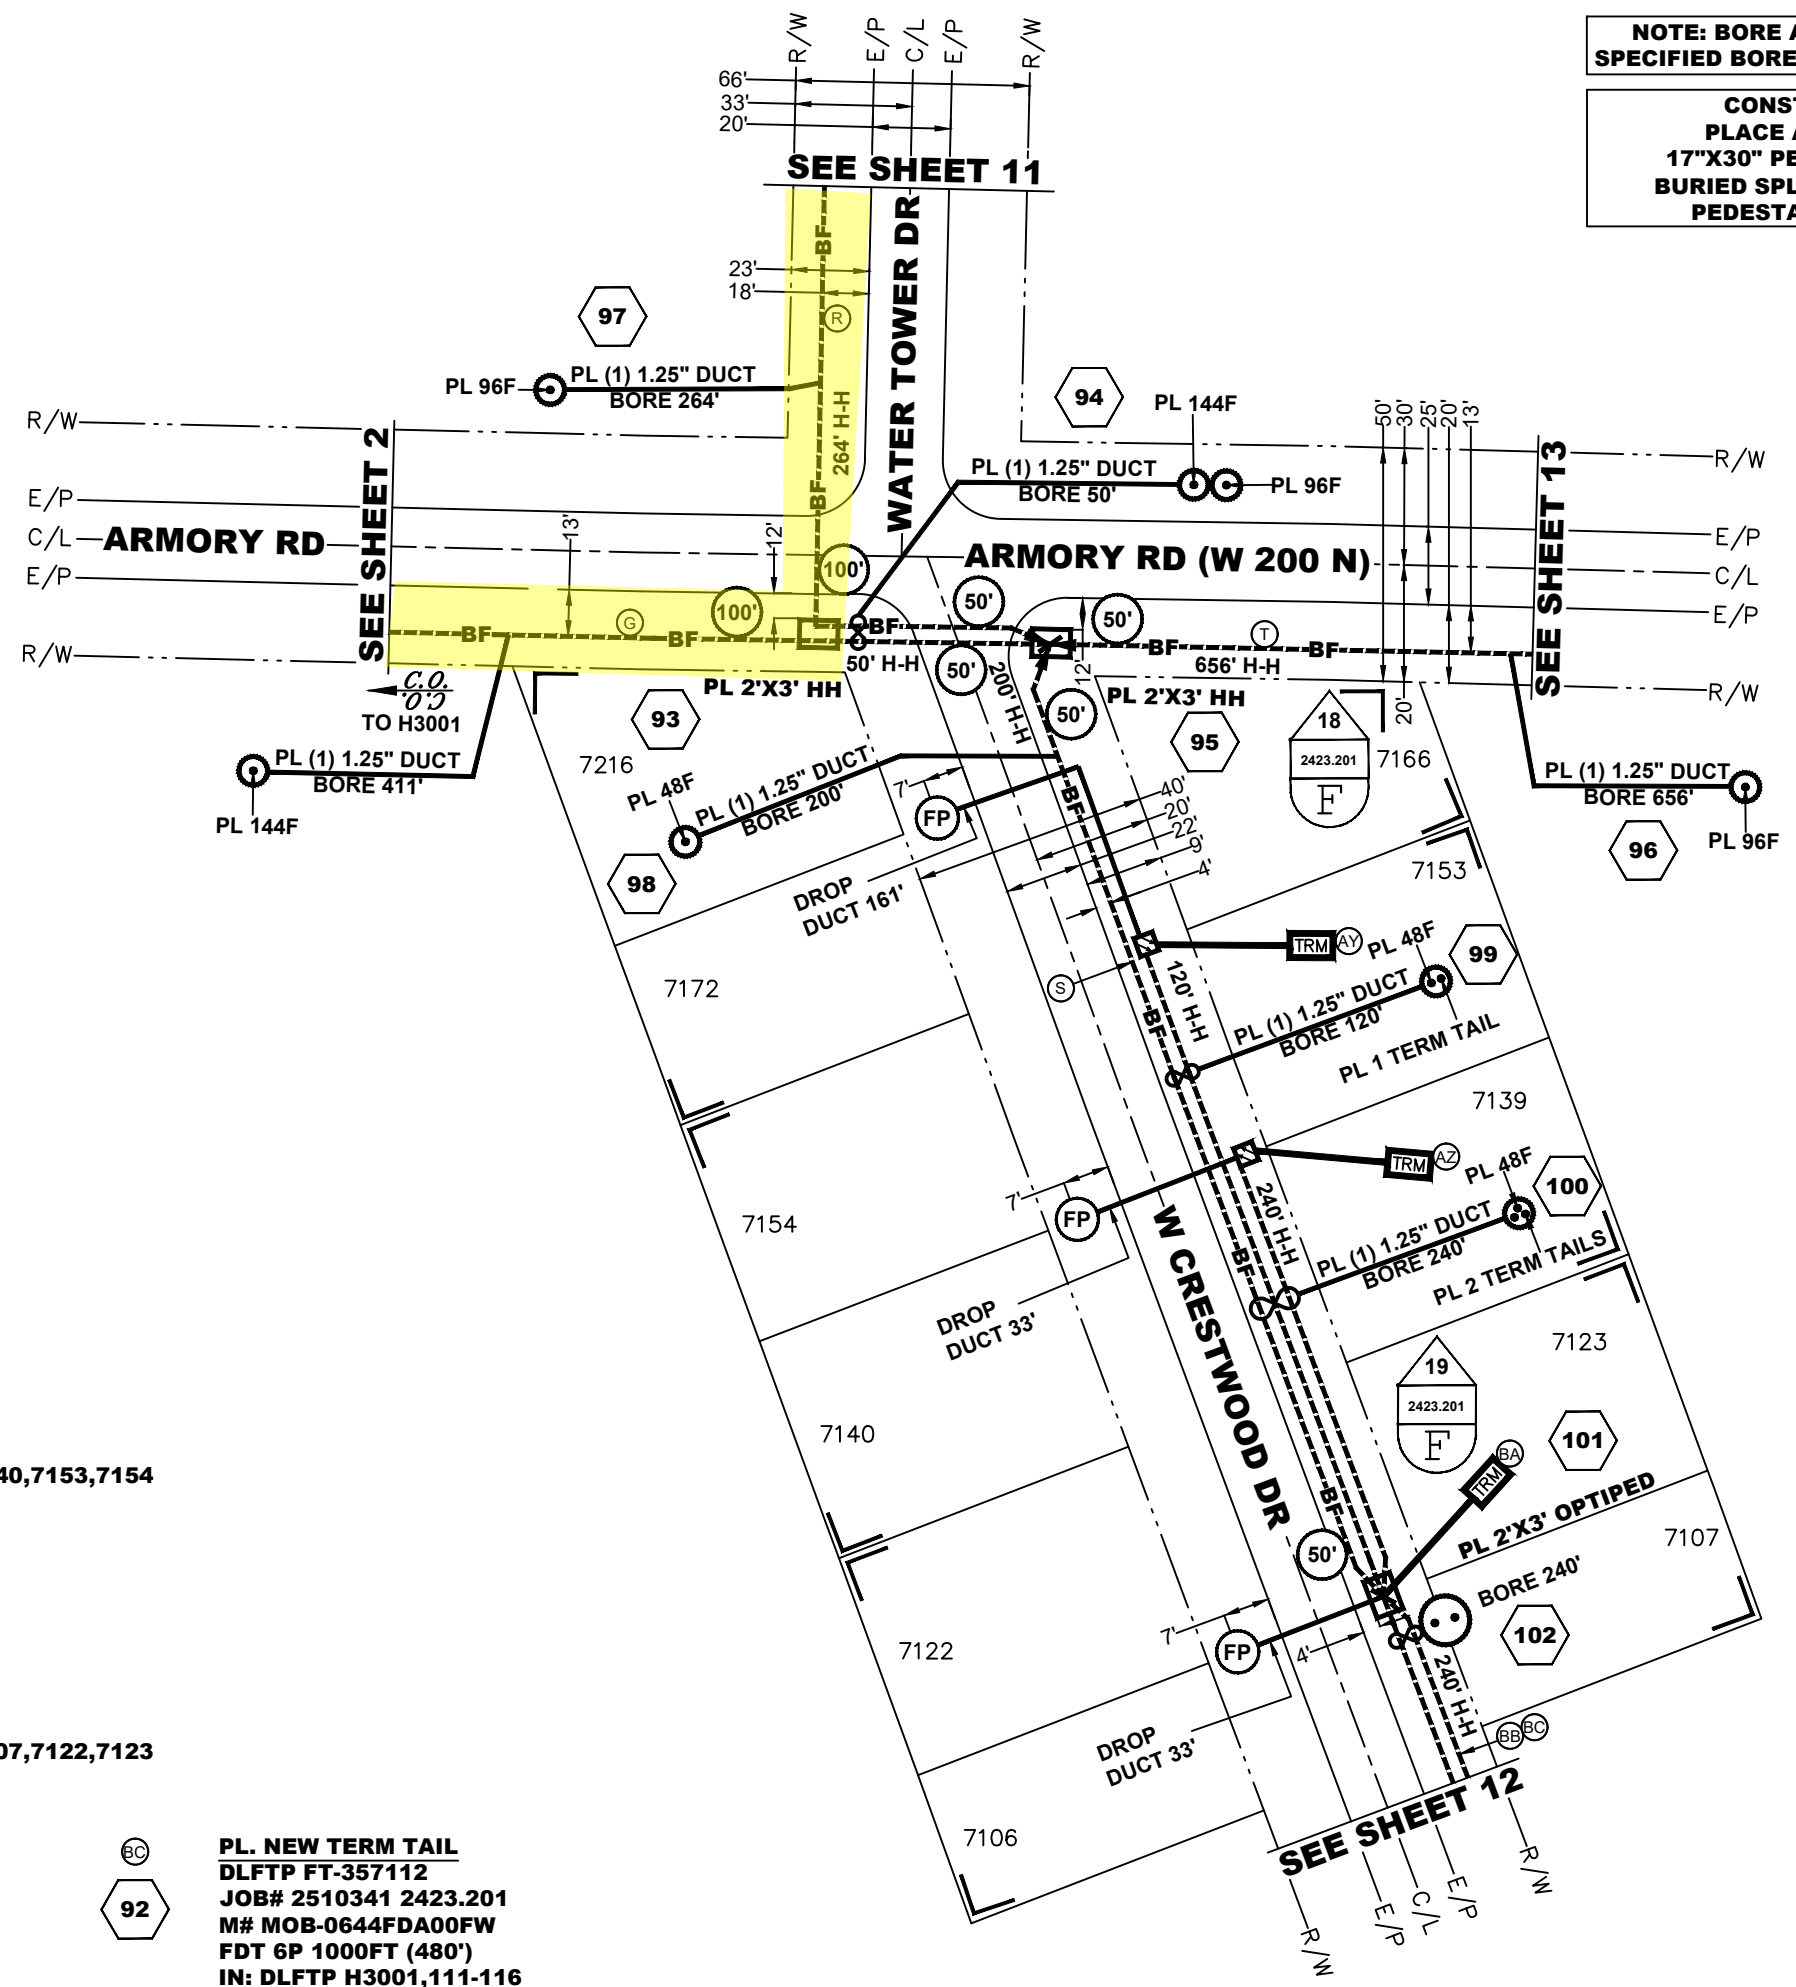 R/W
E/P
C/L
E/P
R/W
66'
33'
20'
SEE SHEET 11
NOTE: BORE
SPECIFIED BORE
CONST
PLACE
17"X30" PE
BURIED SPL
PEDESTA
WATER TOWER DR
BF
23'
18'
R
97
PL 96F
PL (1) 1.25" DUCT
BORE 264'
264' H-H
BF
94
PL 144F
PL (1) 1.25" DUCT
BORE 50'
PL 96F
50'
30'
25'
20'
13'
R/W
E/P
C/L
E/P
R/W
SEE SHEET 2
ARMORY RD
13'
12'
100'
100'
ARMORY RD (W 200 N)
SEE SHEET 13
R/W
E/P
C/L
E/P
R/W
BF
G
BF
BF
50'
50'
50'
50'
50' H-H
200' H-H
12'
T
BF
656' H-H
BF
20'
C.O.
C.O.
TO H3001
PL 2'X3' HH
PL 2'X3' HH
93
95
18
2423.201
F
7216
7166
PL (1) 1.25" DUCT
BORE 411'
PL 144F
PL 48F
PL (1) 1.25" DUCT
BORE 200'
98
7'
FP
BF
40'
20'
22'
9'
4'
PL (1) 1.25" DUCT
BORE 656'
PL 96F
96
DROP
DUCT 161'
7153
7172
S
TRM
AY
PL 48F
99
120' H-H
BF
PL (1) 1.25" DUCT
BORE 120'
PL 1 TERM TAIL
7139
TRM
AZ
PL 48F
100
7154
7'
FP
240' H-H
BF
PL (1) 1.25" DUCT
BORE 240'
PL 2 TERM TAILS
W CRESTWOOD DR
DROP
DUCT 33'
7123
19
2423.201
F
101
7140
TRM
BA
BF
PL 2'X3' OPTIPED
7107
50'
BORE 240'
102
7122
7'
FP
4'
240' H-H
BB
BC
DROP
DUCT 33'
SEE SHEET 12
7106
R/W
E/P
C/L
E/P
R/W
40,7153,7154
07,7122,7123
BC
92
PL. NEW TERM TAIL
DLFTP FT-357112
JOB# 2510341 2423.201
M# MOB-0644FDA00FW
FDT 6P 1000FT (480')
IN: DLFTP H3001,111-116